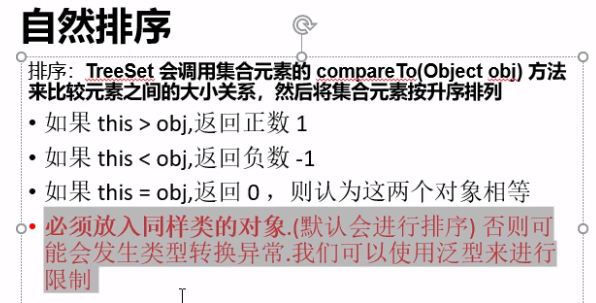 自然排序
排序：TreeSet 会调用集合元素的 compareTo(Object obj) 方法
来比较元素之间的大小关系，然后将集合元素按升序排列
• 如果 this > obj,返回正数 1
• 如果 this < obj,返回负数 -1
• 如果 this = obj,返回 0 ，则认为这两个对象相等
• 必须放入同样类的对象.(默认会进行排序) 否则可
能会发生类型转换异常.我们可以使用泛型来进行
限制